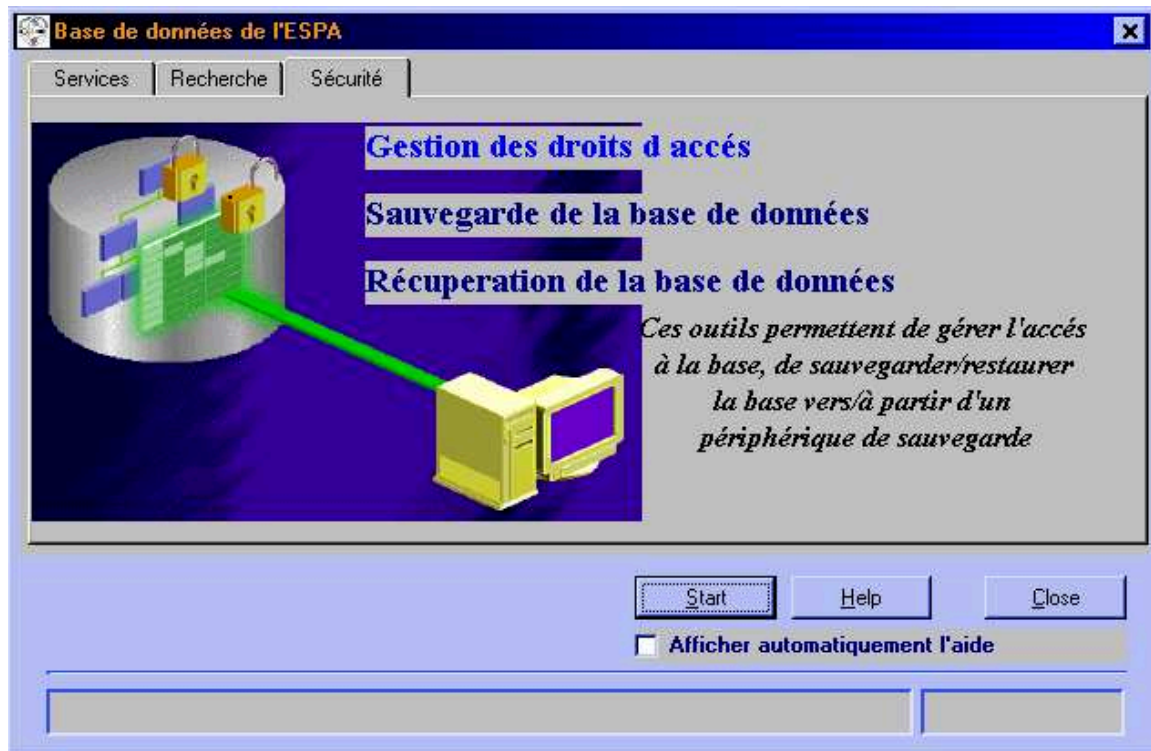 Base de données de l'ESPA
Services Recherche Sécurité
Gestion des droits d accés
Sauvegarde de la base de données
Récuperation de la base de données
Ces outils permettent de gérer l'accés
à la base, de sauvegarder/restaurer
la base vers/à partir d'un
périphérique de sauvegarde
Start Help Close
Afficher automatiquement l'aide